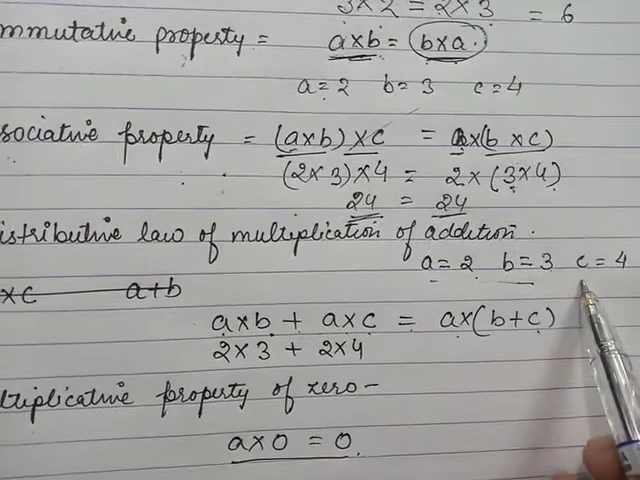 3×2 = 2×3 = 6
mmutative property = a×b = b×a.
a = 2 b = 3 c = 4
sociative property = (a×b) × c = a×(b×c)
(2×3)×4 = 2×(3×4)
24 = 24
istributive law of multiplication of addition.
a = 2 b = 3 c = 4
×c a+b
a×b + a×c = a×(b+c)
2×3 + 2×4
ltiplicative property of zero–
a×0 = 0.